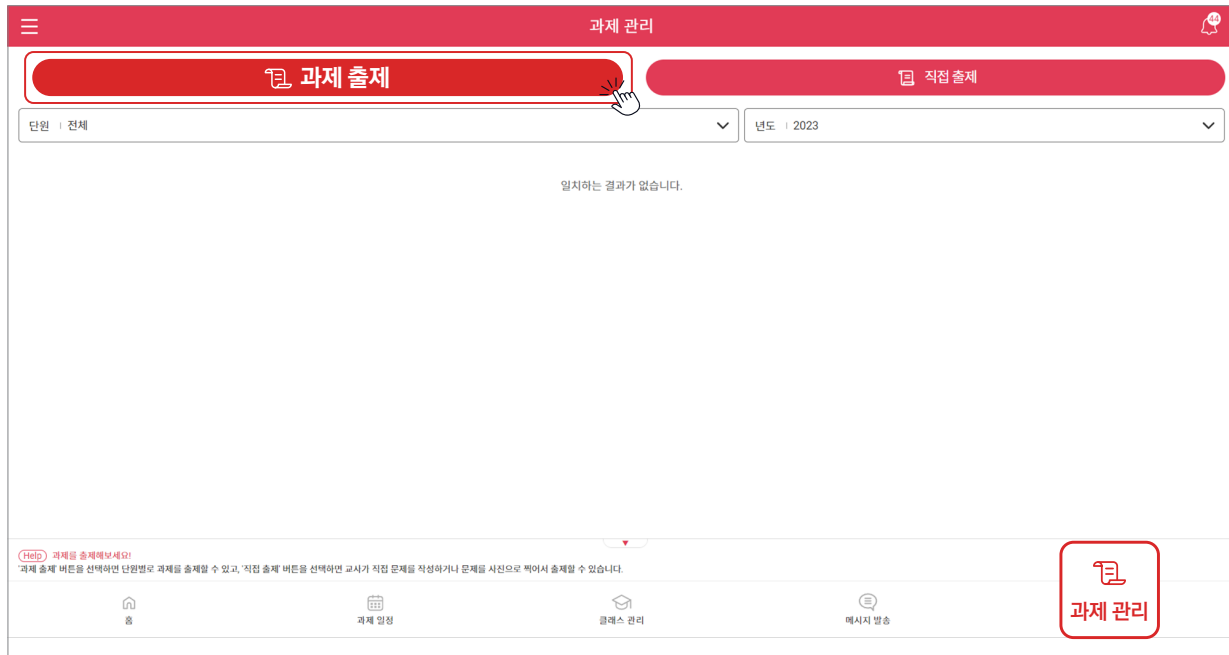 과제 관리
44
과제 출제
직접 출제
단원 전체
년도 2023
일치하는 결과가 없습니다.
Help 과제를 출제해보세요!
'과제 출제' 버튼을 선택하면 단원별로 과제를 출제할 수 있고, '직접 출제' 버튼을 선택하면 교사가 직접 문제를 작성하거나 문제를 사진으로 찍어서 출제할 수 있습니다.
홈
과제 일정
클래스 관리
메시지 발송
과제 관리